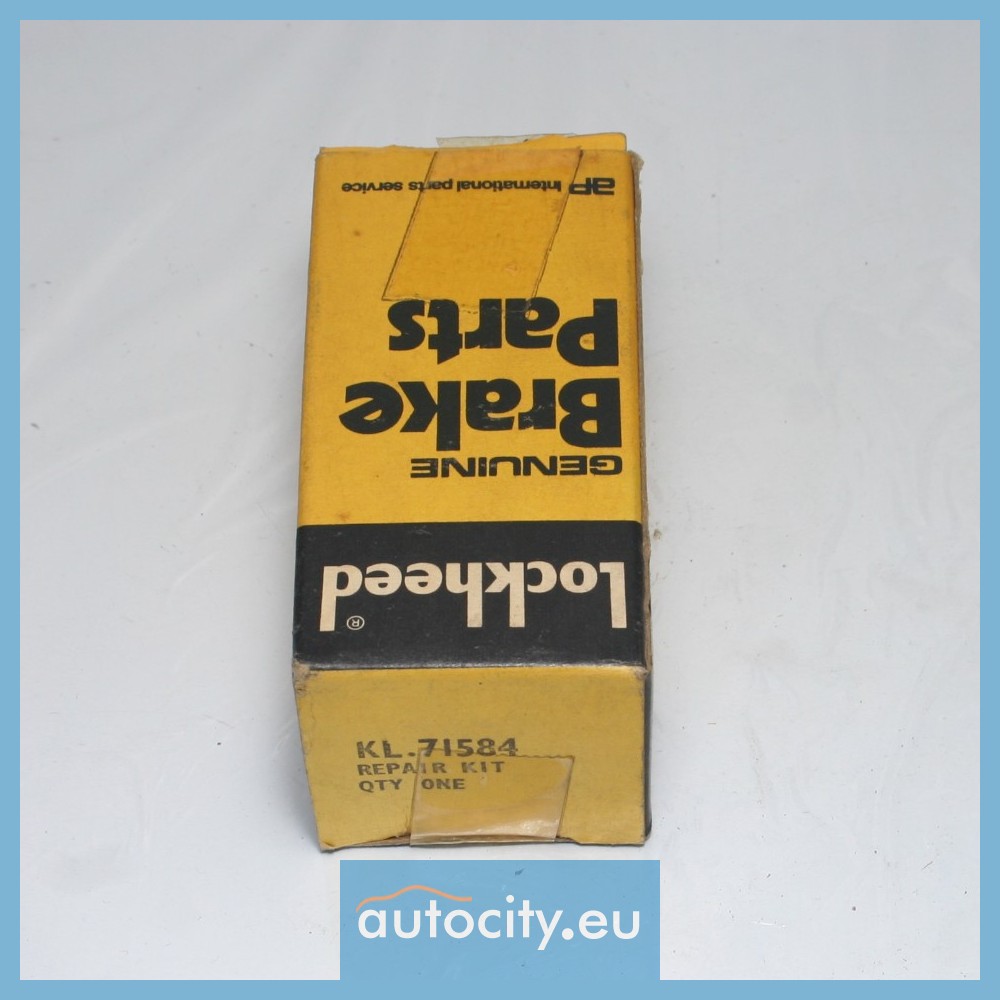 Lockheed®
GENUINE
Brake
Parts
aP International parts service
KL.71584
REPAIR KIT
QTY ONE
autocity.eu